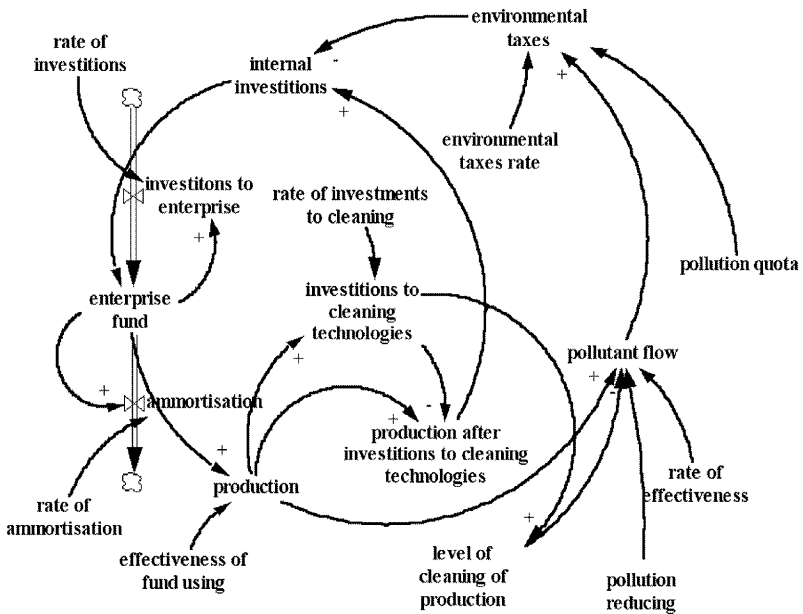 environmental
taxes
rate of
investitions
internal
investitions
-
+
+
environmental
taxes rate
investitons to
enterprise
rate of investments
to cleaning
+
pollution quota
enterprise
fund
investitions to
cleaning
technologies
pollutant flow
+
+
+
-
-
ammortisation
+
production after
investitions to cleaning
technologies
+
production
rate of
effectiveness
rate of
ammortisation
+
effectiveness of
fund using
level of
cleaning of
production
pollution
reducing